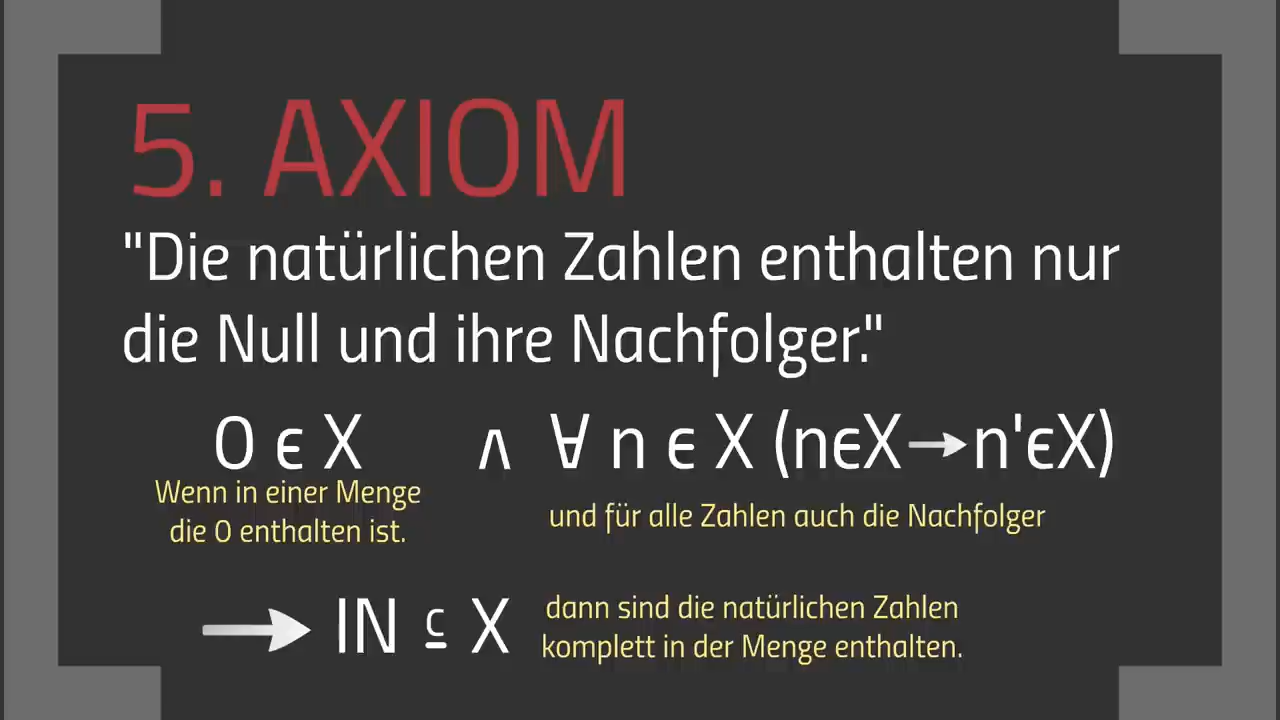 5. AXIOM
"Die natürlichen Zahlen enthalten nur
die Null und ihre Nachfolger."
0 ϵ X ∧ ∀ n ϵ X (nϵX→n'ϵX)
Wenn in einer Menge
die 0 enthalten ist.
und für alle Zahlen auch die Nachfolger
→ IN ⊆ X
dann sind die natürlichen Zahlen
komplett in der Menge enthalten.